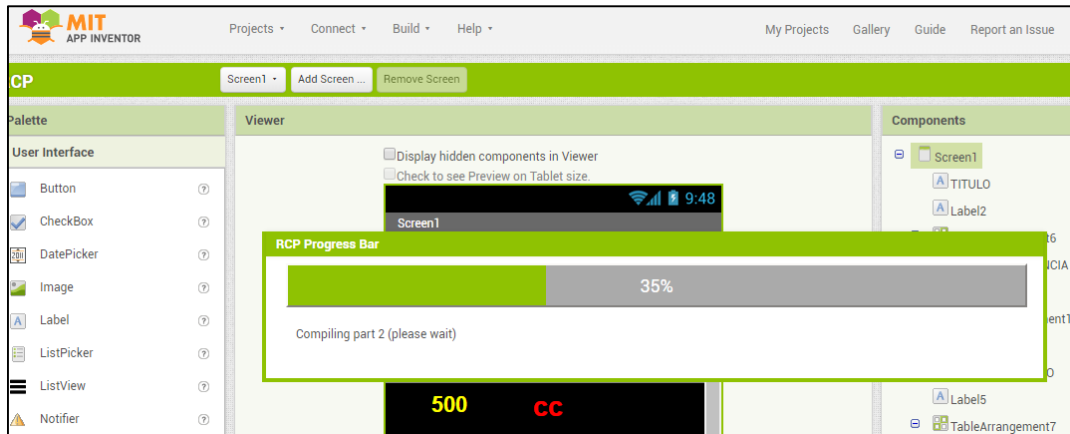 MIT
APP INVENTOR
Projects Connect Build Help
My Projects Gallery Guide Report an Issue
CP
Screen1 Add Screen ... Remove Screen
Palette
User Interface
Button ?
CheckBox ?
DatePicker ?
Image ?
Label ?
ListPicker ?
ListView ?
Notifier ?
Viewer
Display hidden components in Viewer
Check to see Preview on Tablet size.
9:48
Screen1
RCP Progress Bar
35%
Compiling part 2 (please wait)
500 CC
Components
Screen1
A TITULO
A Label2
t6
NCIA
ent1
O
A Label5
TableArrangement7